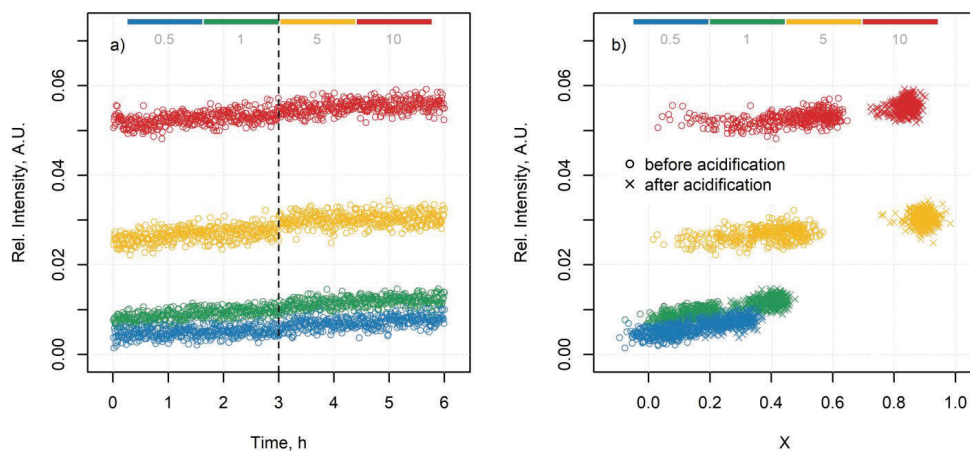 a)
0.5 1 5 10
Rel. Intensity, A.U.
0.06
0.04
0.02
0.00
0 1 2 3 4 5 6
Time, h
b)
0.5 1 5 10
Rel. Intensity, A.U.
0.06
0.04
0.02
0.00
before acidification
after acidification
0.0 0.2 0.4 0.6 0.8 1.0
X